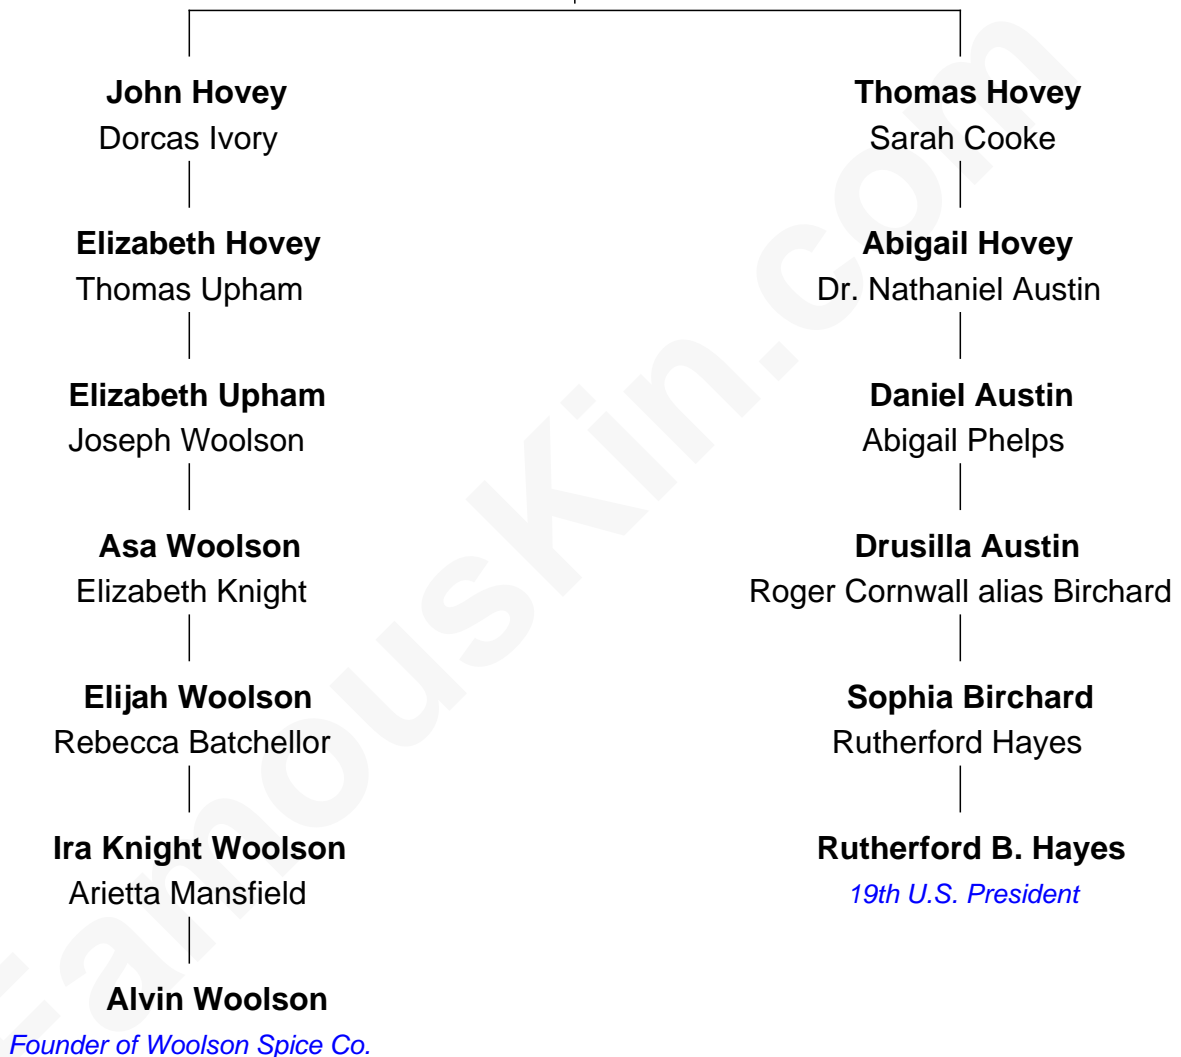 John Hovey
Dorcas Ivory
Thomas Hovey
Sarah Cooke
Elizabeth Hovey
Thomas Upham
Abigail Hovey
Dr. Nathaniel Austin
Elizabeth Upham
Joseph Woolson
Daniel Austin
Abigail Phelps
Asa Woolson
Elizabeth Knight
Drusilla Austin
Roger Cornwall alias Birchard
Elijah Woolson
Rebecca Batchellor
Sophia Birchard
Rutherford Hayes
Ira Knight Woolson
Arietta Mansfield
Rutherford B. Hayes
19th U.S. President
Alvin Woolson
Founder of Woolson Spice Co.
FamousKin.com